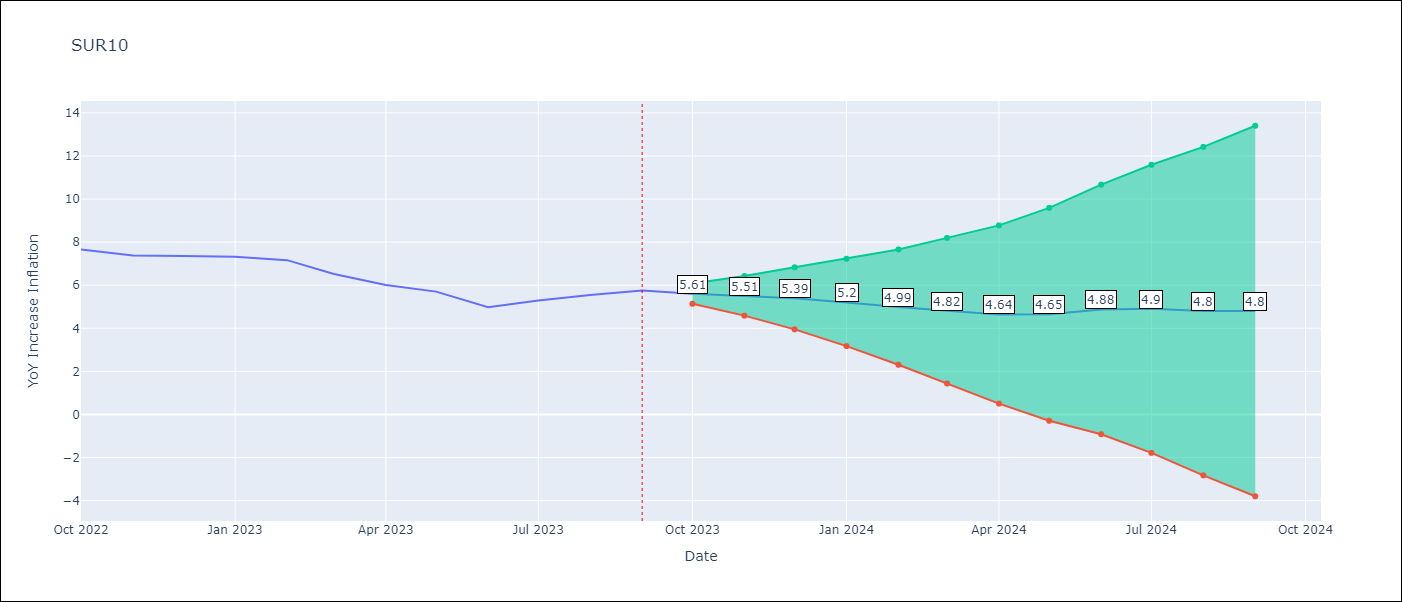 SUR10
YoY Increase Inflation
14
12
10
8
6
4
2
0
−2
−4
5.61
5.51
5.39
5.2
4.99
4.82
4.64
4.65
4.88
4.9
4.8
4.8
Oct 2022
Jan 2023
Apr 2023
Jul 2023
Oct 2023
Jan 2024
Apr 2024
Jul 2024
Oct 2024
Date